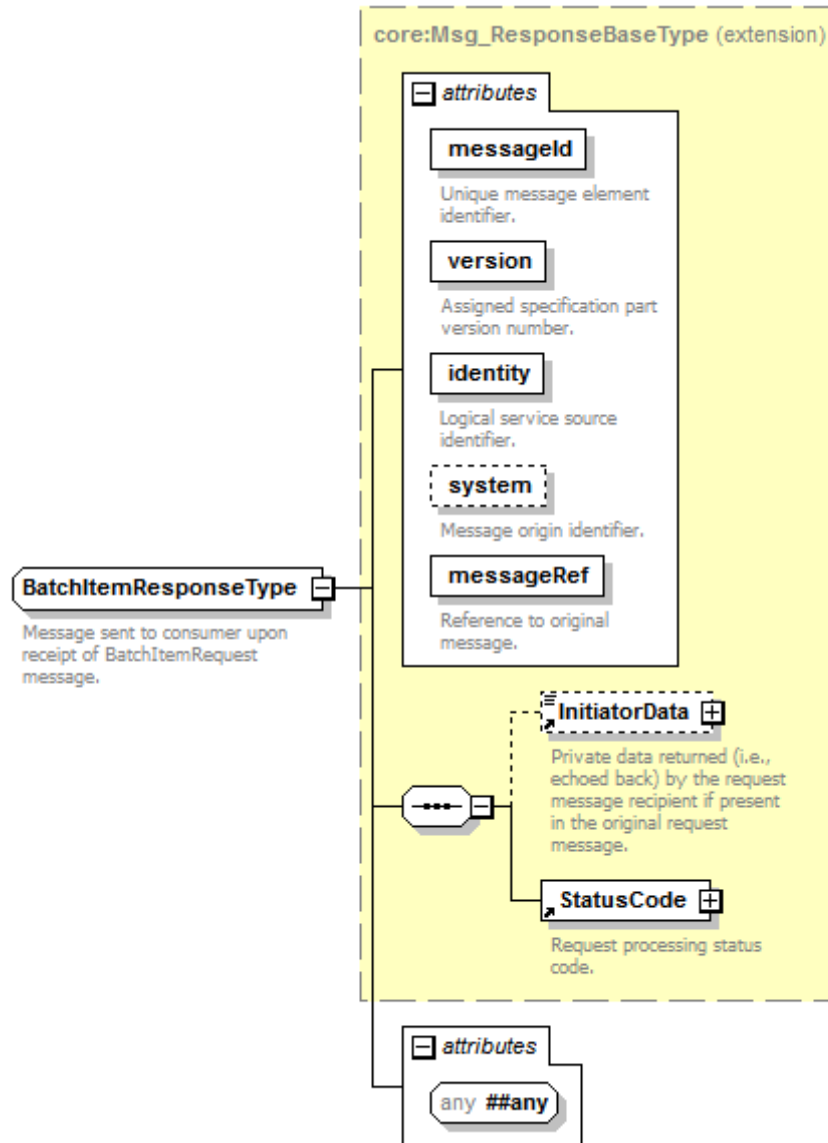 core:Msg_ResponseBaseType (extension)
attributes
messageId
Unique message element
identifier.
version
Assigned specification part
version number.
identity
Logical service source
identifier.
system
Message origin identifier.
messageRef
Reference to original
message.
BatchItemResponseType
Message sent to consumer upon
receipt of BatchItemRequest
message.
InitiatorData
Private data returned (i.e.,
echoed back) by the request
message recipient if present
in the original request
message.
StatusCode
Request processing status
code.
attributes
any ##any